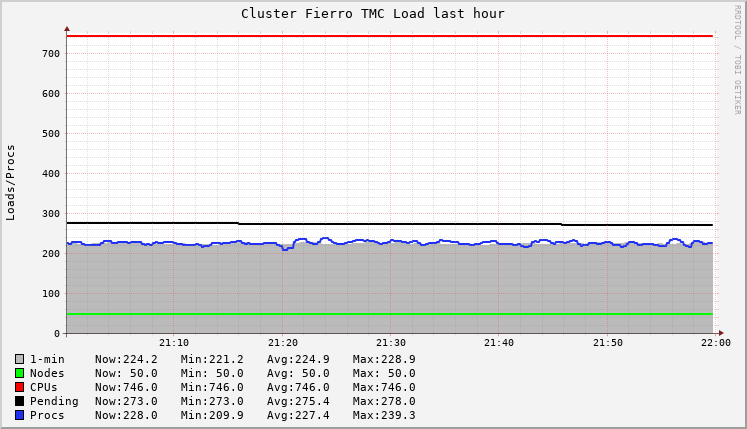 Cluster Fierro TMC Load last hour
RRDTOOL / TOBI OETIKER
Loads/Procs
700
600
500
400
300
200
100
0
21:10 21:20 21:30 21:40 21:50 22:00
1-min Now:224.2 Min:221.2 Avg:224.9 Max:228.9
Nodes Now: 50.0 Min: 50.0 Avg: 50.0 Max: 50.0
CPUs Now:746.0 Min:746.0 Avg:746.0 Max:746.0
Pending Now:273.0 Min:273.0 Avg:275.4 Max:278.0
Procs Now:228.0 Min:209.9 Avg:227.4 Max:239.3